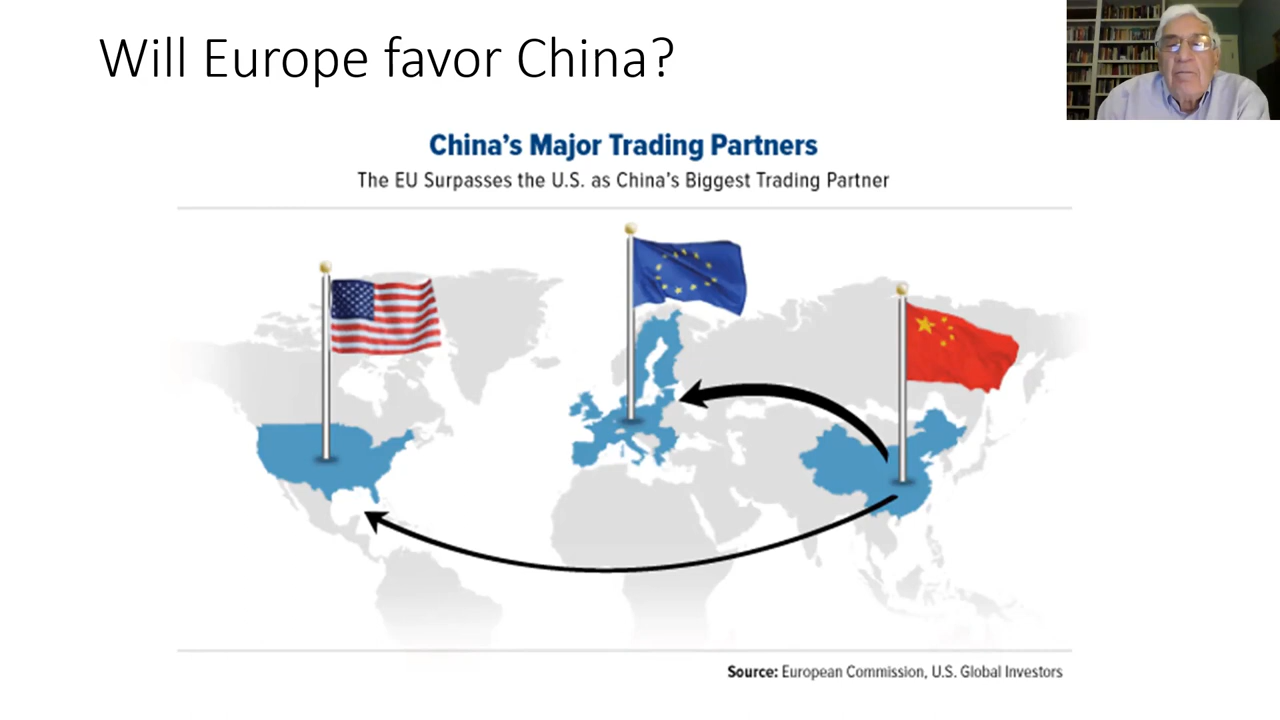 Will Europe favor China?
China's Major Trading Partners
The EU Surpasses the U.S. as China's Biggest Trading Partner
Source: European Commission, U.S. Global Investors